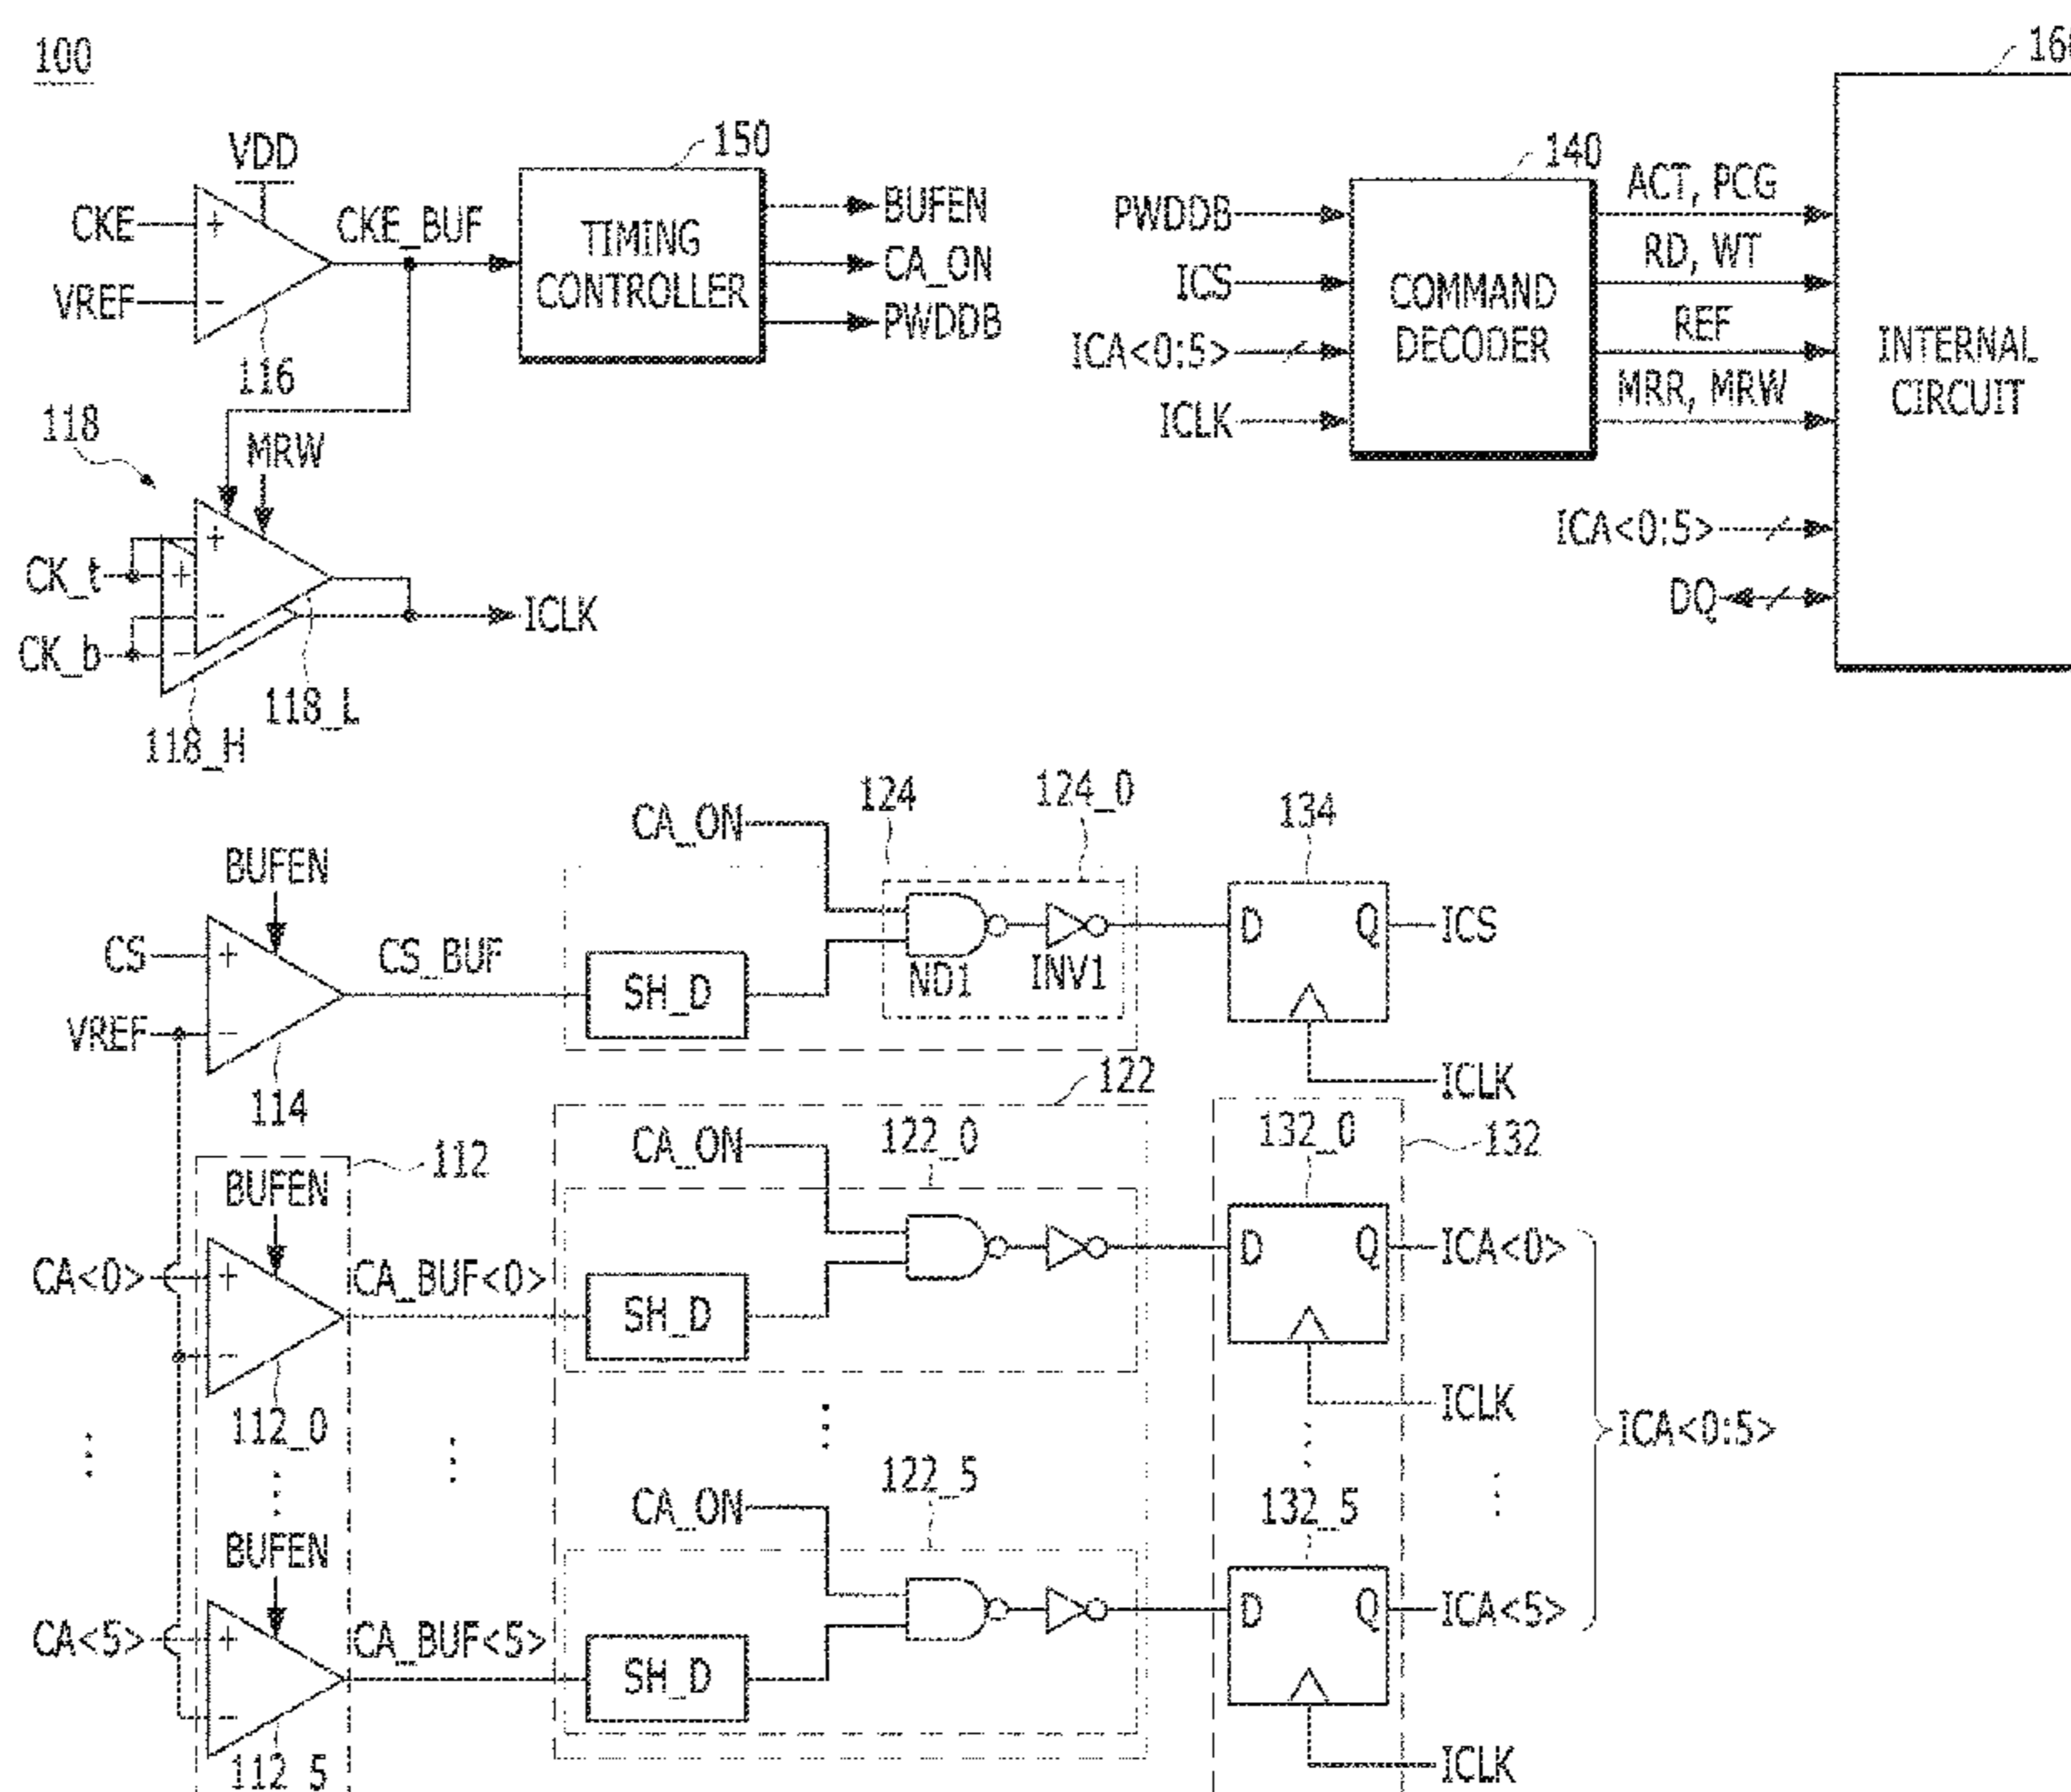 100
VDD
CKE
VREF
+
-
116
CKE_BUF
150
TIMING
CONTROLLER
BUFEN
CA_ON
PWDDB
118
MRW
CK_t
CK_b
+
+
-
-
118_L
118_H
ICLK
PWDDB
ICS
ICA<0:5>
ICLK
140
COMMAND
DECODER
ACT, PCG
RD, WT
REF
MRR, MRW
INTERNAL
CIRCUIT
ICA<0:5>
DQ
BUFEN
CS
VREF
+
-
114
CS_BUF
CA_ON
124
124_0
SH_D
ND1
INV1
134
D
Q
ICS
ICLK
112
BUFEN
CA<0>
+
-
112_0
CA_BUF<0>
122
CA_ON
122_0
SH_D
132_0
132
D
Q
ICA<0>
ICLK
ICA<0:5>
BUFEN
CA<5>
+
-
112_5
CA_BUF<5>
CA_ON
122_5
SH_D
132_5
D
Q
ICA<5>
ICLK